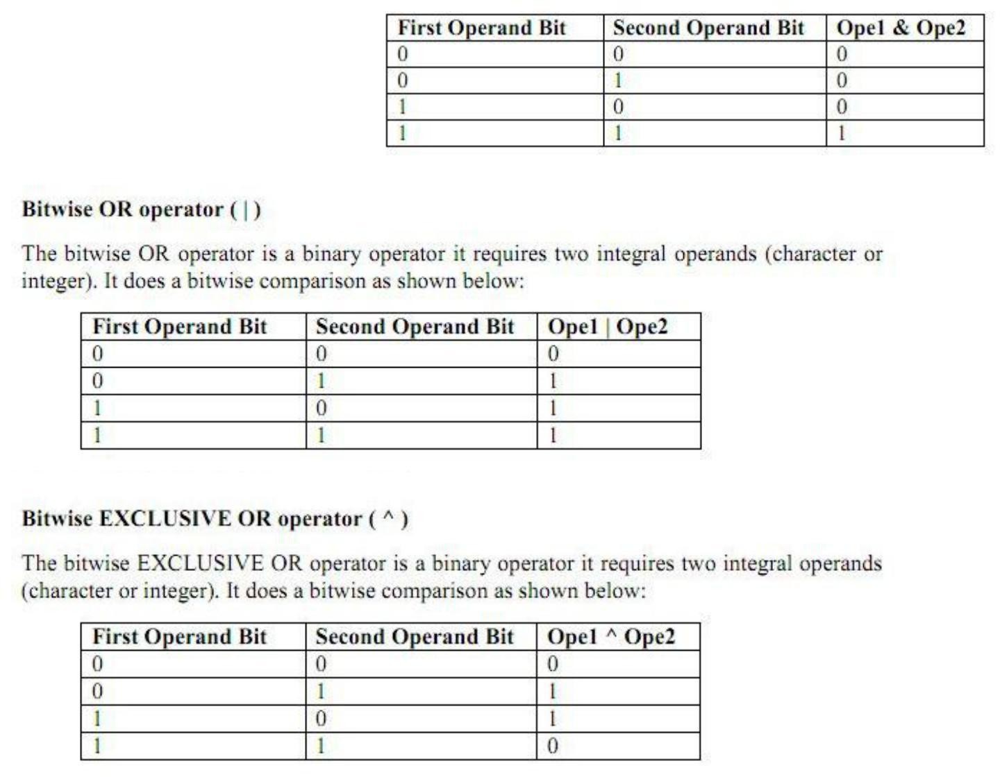 First Operand Bit Second Operand Bit Ope1 & Ope2
0 0 0
0 1 0
1 0 0
1 1 1
Bitwise OR operator ( | )
The bitwise OR operator is a binary operator it requires two integral operands (character or
integer). It does a bitwise comparison as shown below:
First Operand Bit Second Operand Bit Ope1 | Ope2
0 0 0
0 1 1
1 0 1
1 1 1
Bitwise EXCLUSIVE OR operator ( ^ )
The bitwise EXCLUSIVE OR operator is a binary operator it requires two integral operands
(character or integer). It does a bitwise comparison as shown below:
First Operand Bit Second Operand Bit Ope1 ^ Ope2
0 0 0
0 1 1
1 0 1
1 1 0